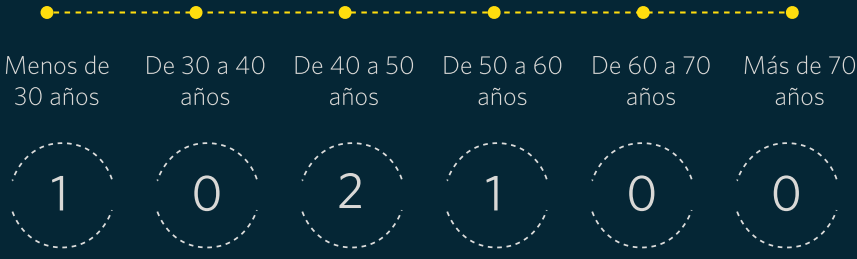 Menos de
30 años
De 30 a 40
años
De 40 a 50
años
De 50 a 60
años
De 60 a 70
años
Más de 70
años
1
0
2
1
0
0